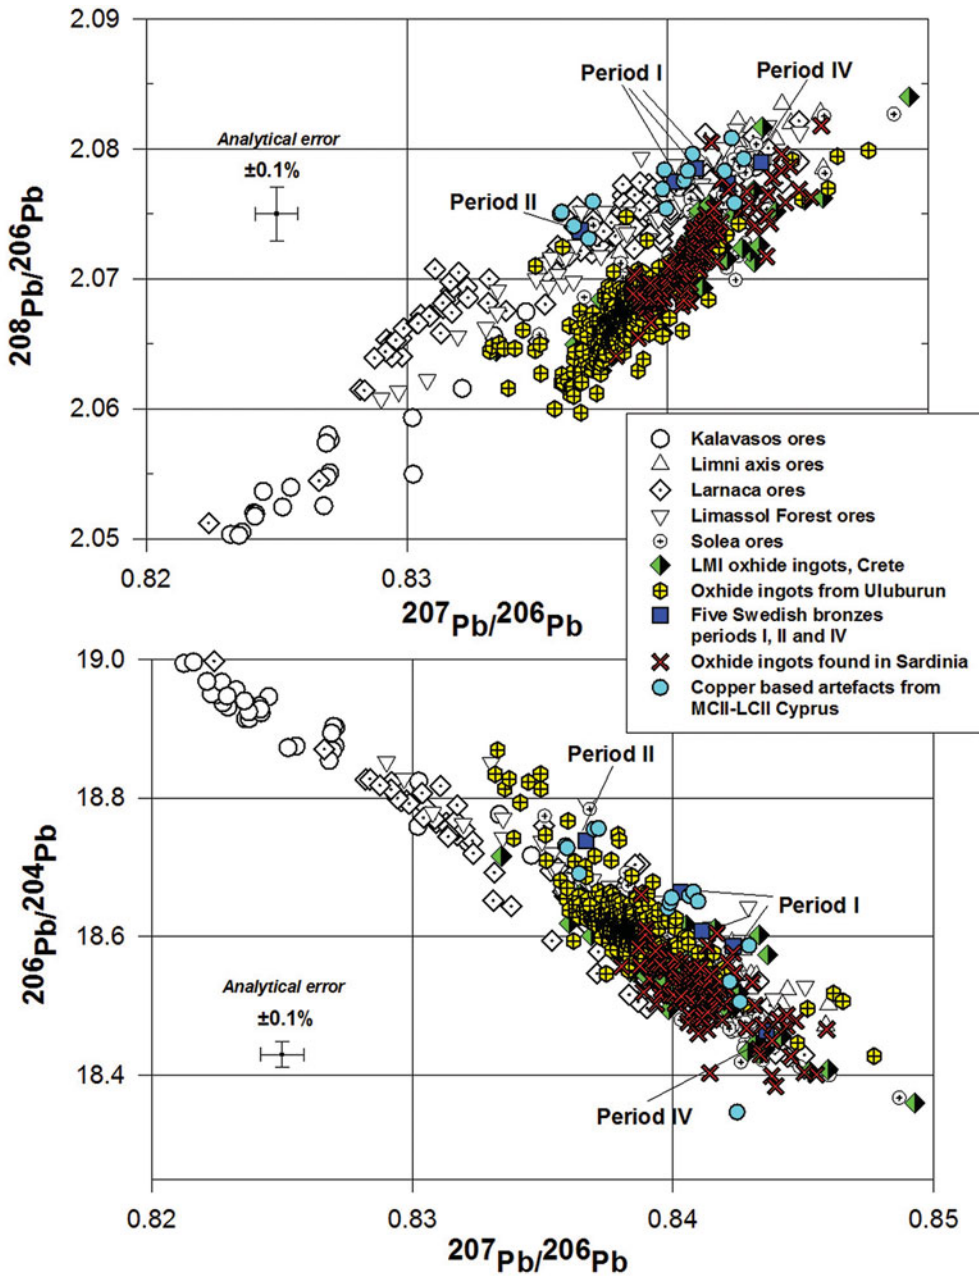 2.09
Period I
Period IV
Analytical error
±0.1%
2.08
Period II
208Pb/206Pb
2.07
2.06
2.05
0.82
0.83
207Pb/206Pb
Kalavasos ores
Limni axis ores
Larnaca ores
Limassol Forest ores
Solea ores
LMI oxhide ingots, Crete
Oxhide ingots from Uluburun
Five Swedish bronzes
periods I, II and IV
Oxhide ingots found in Sardinia
Copper based artefacts from
MCII-LCII Cyprus
19.0
Period II
18.8
206Pb/204Pb
Period I
18.6
Analytical error
±0.1%
18.4
Period IV
0.82
0.83
0.84
0.85
207Pb/206Pb